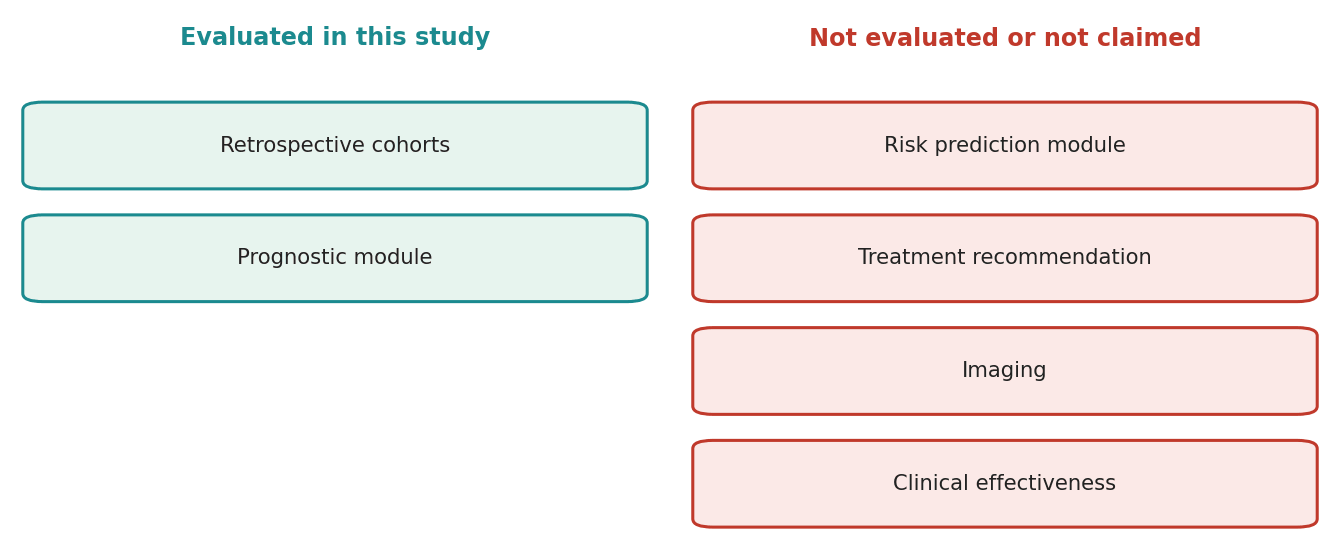 Evaluated in this study
Retrospective cohorts
Prognostic module
Not evaluated or not claimed
Risk prediction module
Treatment recommendation
Imaging
Clinical effectiveness